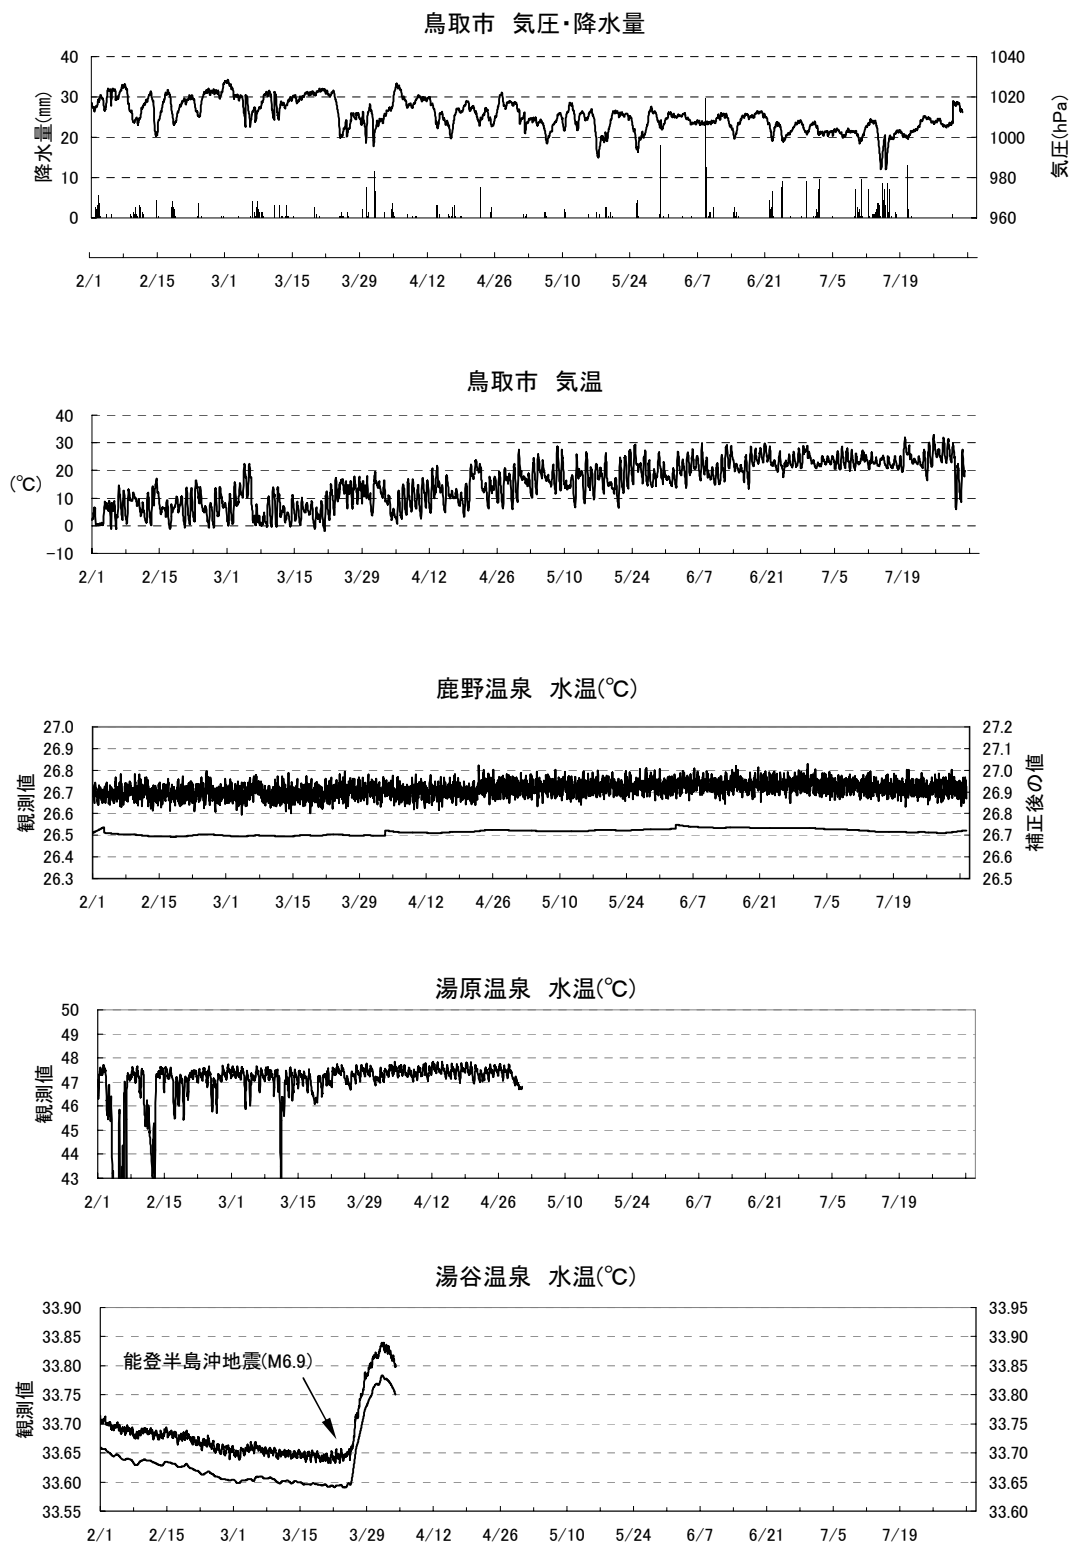 鳥取市　気圧・降水量
降水量(mm)
気圧(hPa)
40 1040
30 1020
20 1000
10 980
0 960
2/1 2/15 3/1 3/15 3/29 4/12 4/26 5/10 5/24 6/7 6/21 7/5 7/19
鳥取市　気温
(℃)
40
30
20
10
0
-10
2/1 2/15 3/1 3/15 3/29 4/12 4/26 5/10 5/24 6/7 6/21 7/5 7/19
鹿野温泉　水温(℃)
観測値
補正後の値
27.0 27.2
26.9 27.1
26.8 27.0
26.7 26.9
26.6 26.8
26.5 26.7
26.4 26.6
26.3 26.5
2/1 2/15 3/1 3/15 3/29 4/12 4/26 5/10 5/24 6/7 6/21 7/5 7/19
湯原温泉　水温(℃)
観測値
50
49
48
47
46
45
44
43
2/1 2/15 3/1 3/15 3/29 4/12 4/26 5/10 5/24 6/7 6/21 7/5 7/19
湯谷温泉　水温(℃)
観測値
33.90 33.95
33.85 33.90
能登半島沖地震(M6.9)
33.80 33.85
33.75 33.80
33.70 33.75
33.65 33.70
33.60 33.65
33.55 33.60
2/1 2/15 3/1 3/15 3/29 4/12 4/26 5/10 5/24 6/7 6/21 7/5 7/19